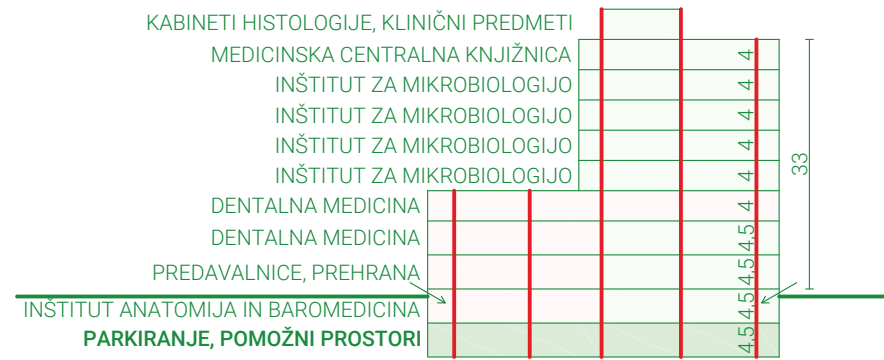 KABINETI HISTOLOGIJE, KLINIČNI PREDMETI
MEDICINSKA CENTRALNA KNJIŽNICA 4
INŠTITUT ZA MIKROBIOLOGIJO 4
INŠTITUT ZA MIKROBIOLOGIJO 4
INŠTITUT ZA MIKROBIOLOGIJO 4
INŠTITUT ZA MIKROBIOLOGIJO 4
33
DENTALNA MEDICINA 4
DENTALNA MEDICINA 4,5
PREDAVALNICE, PREHRANA 4,5
INŠTITUT ANATOMIJA IN BAROMEDICINA 4,5
PARKIRANJE, POMOŽNI PROSTORI 4,5